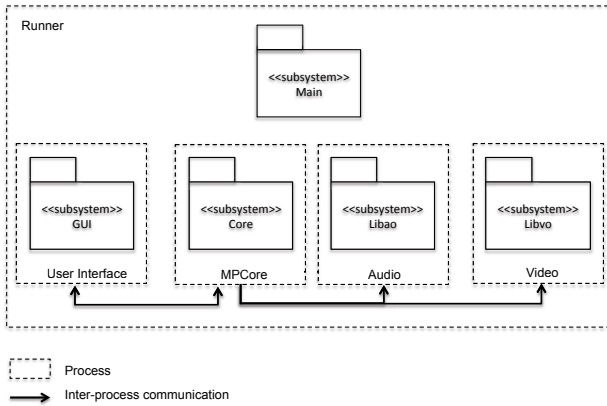 Runner
<<subsystem>>
Main
<<subsystem>>
GUI
User Interface
<<subsystem>>
Core
MPCore
<<subsystem>>
Libao
Audio
<<subsystem>>
Libvo
Video
Process
Inter-process communication